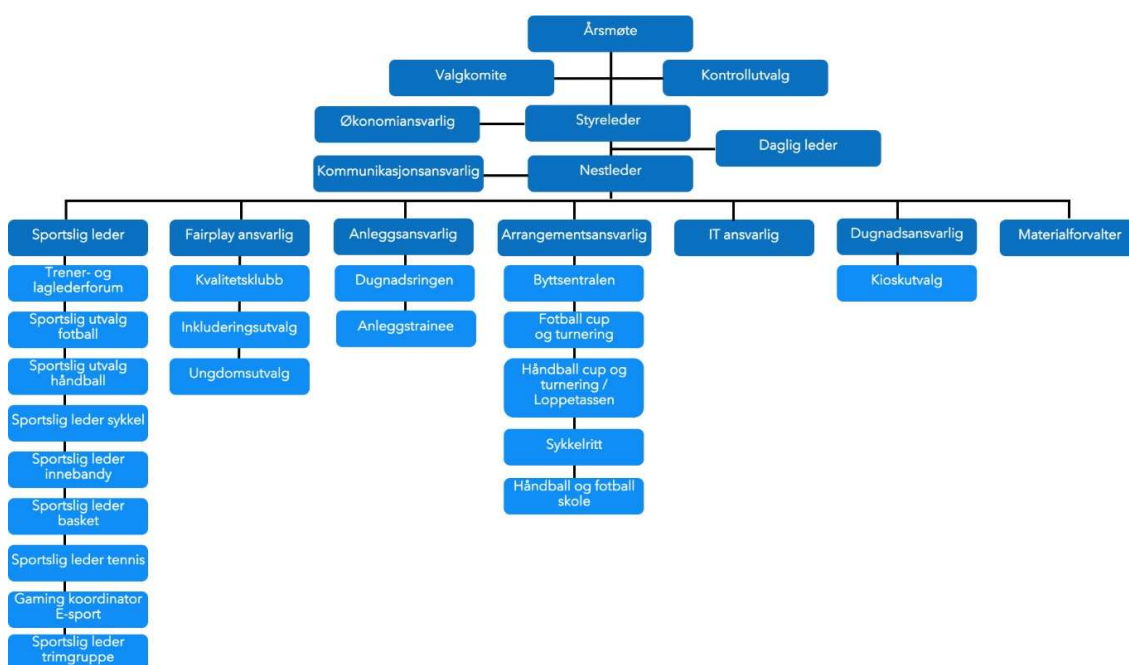 Årsmøte
Valgkomite
Kontrollutvalg
Økonomiansvarlig
Styreleder
Daglig leder
Kommunikasjonsansvarlig
Nestleder
Sportslig leder
Fairplay ansvarlig
Anleggsansvarlig
Arrangementsansvarlig
IT ansvarlig
Dugnadsansvarlig
Materialforvalter
Trener- og
laglederforum
Sportslig utvalg
fotball
Sportslig utvalg
håndball
Sportslig leder sykkel
Sportslig leder
innebandy
Sportslig leder
basket
Sportslig leder tennis
Gaming koordinator
E-sport
Sportslig leder
trimgruppe
Kvalitetsklubb
Inkluderingsutvalg
Ungdomsutvalg
Dugnadsringen
Anleggstrainee
Byttsentralen
Fotball cup
og turnering
Håndball cup og
turnering /
Loppetassen
Sykkelritt
Håndball og fotball
skole
Kioskutvalg